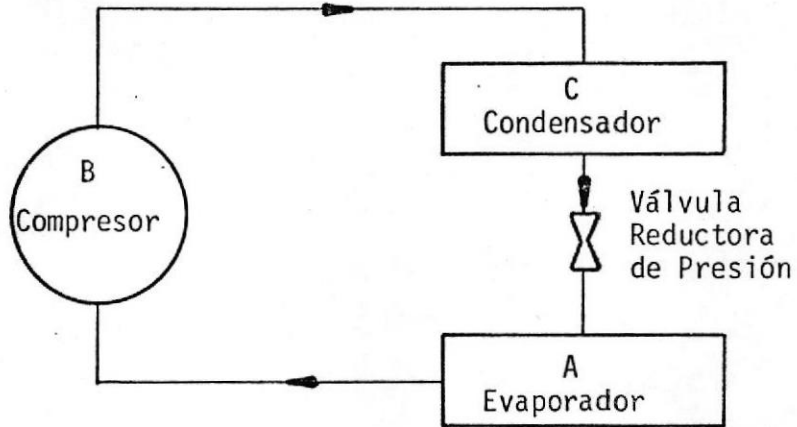 C
Condensador
B
Compresor
Válvula
Reductora
de Presión
A
Evaporador